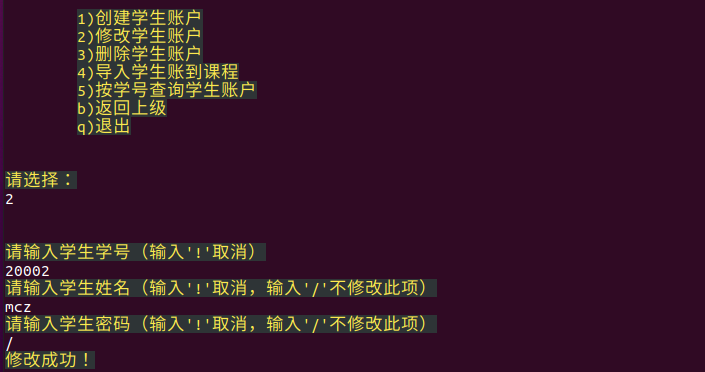 1)创建学生账户
2)修改学生账户
3)删除学生账户
4)导入学生账到课程
5)按学号查询学生账户
b)返回上级
q)退出
请选择：
2
请输入学生学号（输入'!'取消）
20002
请输入学生姓名（输入'!'取消，输入'/'不修改此项）
mcz
请输入学生密码（输入'!'取消，输入'/'不修改此项）
/
修改成功！